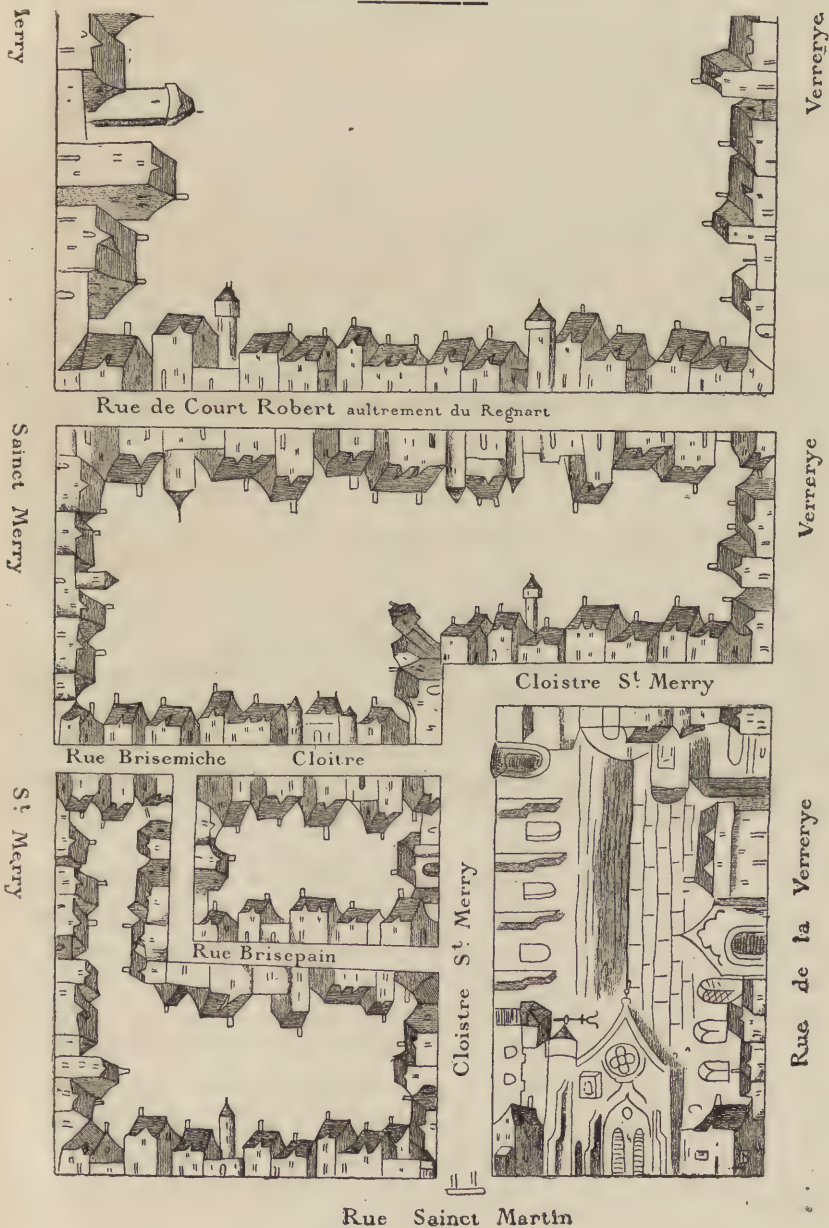 Merry
Verrerye
Rue de Court Robert aultrement du Regnart
Sainct Merry
Verrerye
Cloistre St. Merry
Rue Brisemiche
Cloitre
St. Merry
Rue Brisepain
Cloistre St. Merry
Rue de la Verrerye
Rue Sainct Martin